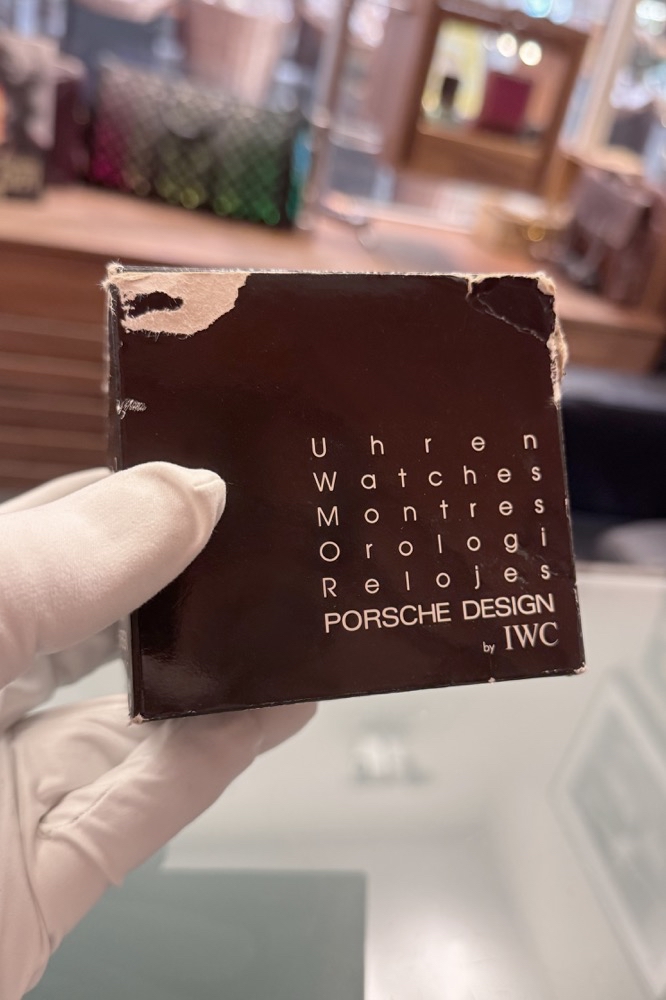 Uhren
Watches
Montres
Orologi
Relojes
PORSCHE DESIGN
by IWC